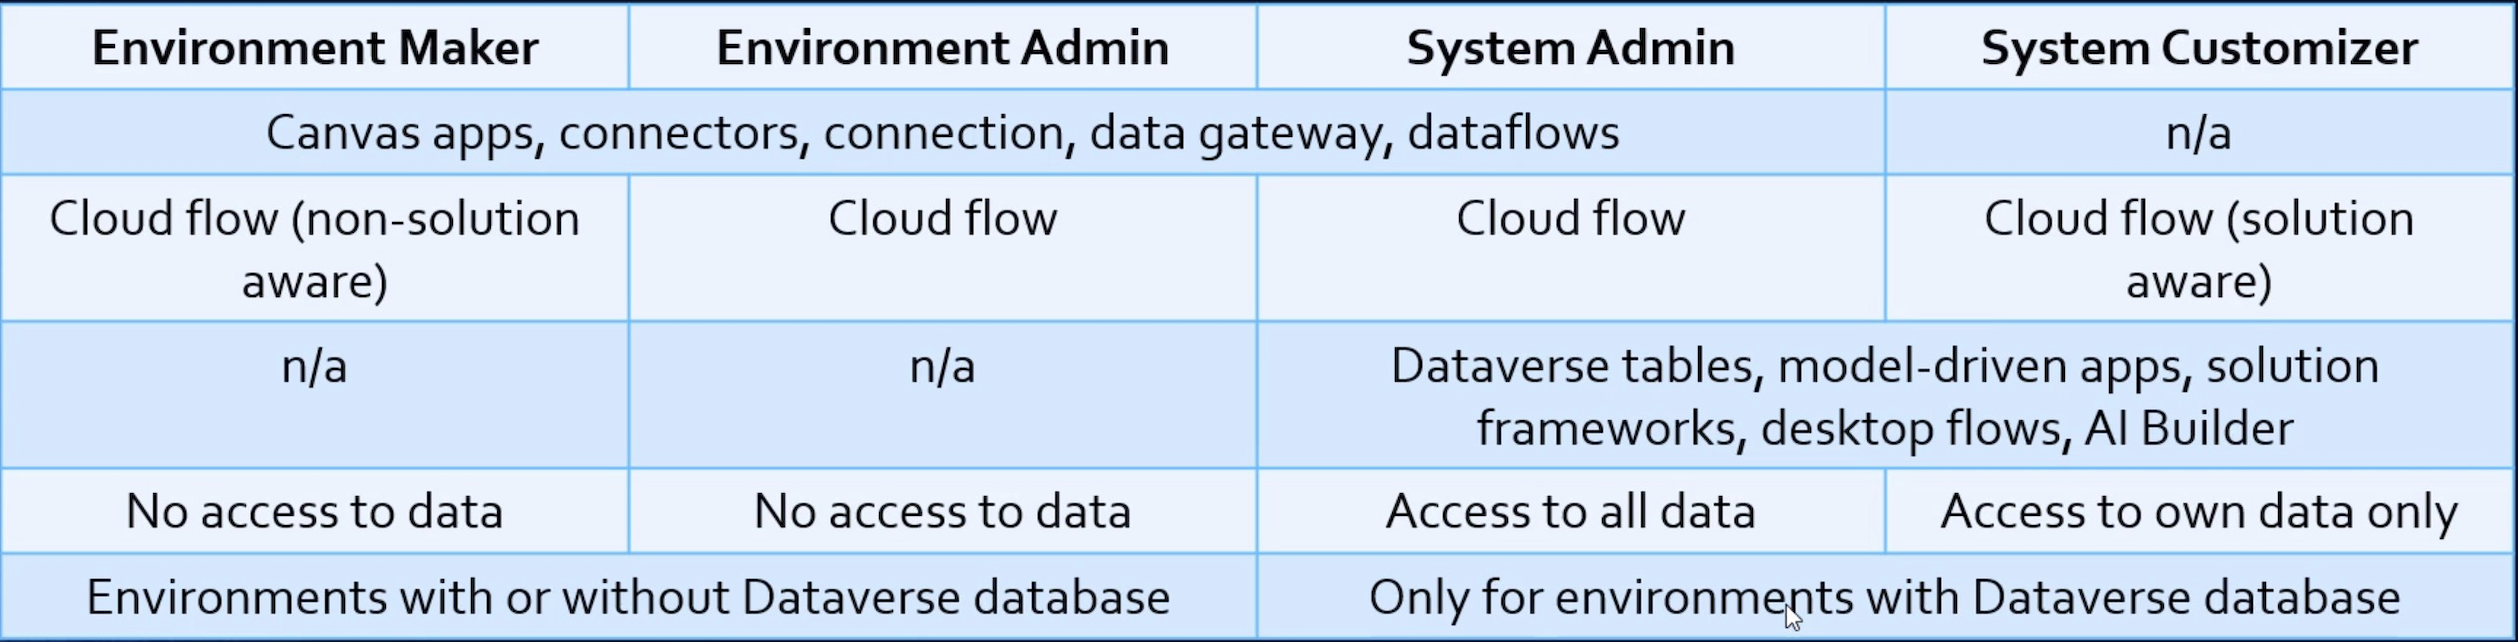 Environment Maker
Environment Admin
System Admin
System Customizer
Canvas apps, connectors, connection, data gateway, dataflows
n/a
Cloud flow (non-solution
aware)
Cloud flow
Cloud flow
Cloud flow (solution
aware)
n/a
n/a
Dataverse tables, model-driven apps, solution
frameworks, desktop flows, AI Builder
No access to data
No access to data
Access to all data
Access to own data only
Environments with or without Dataverse database
Only for environments with Dataverse database